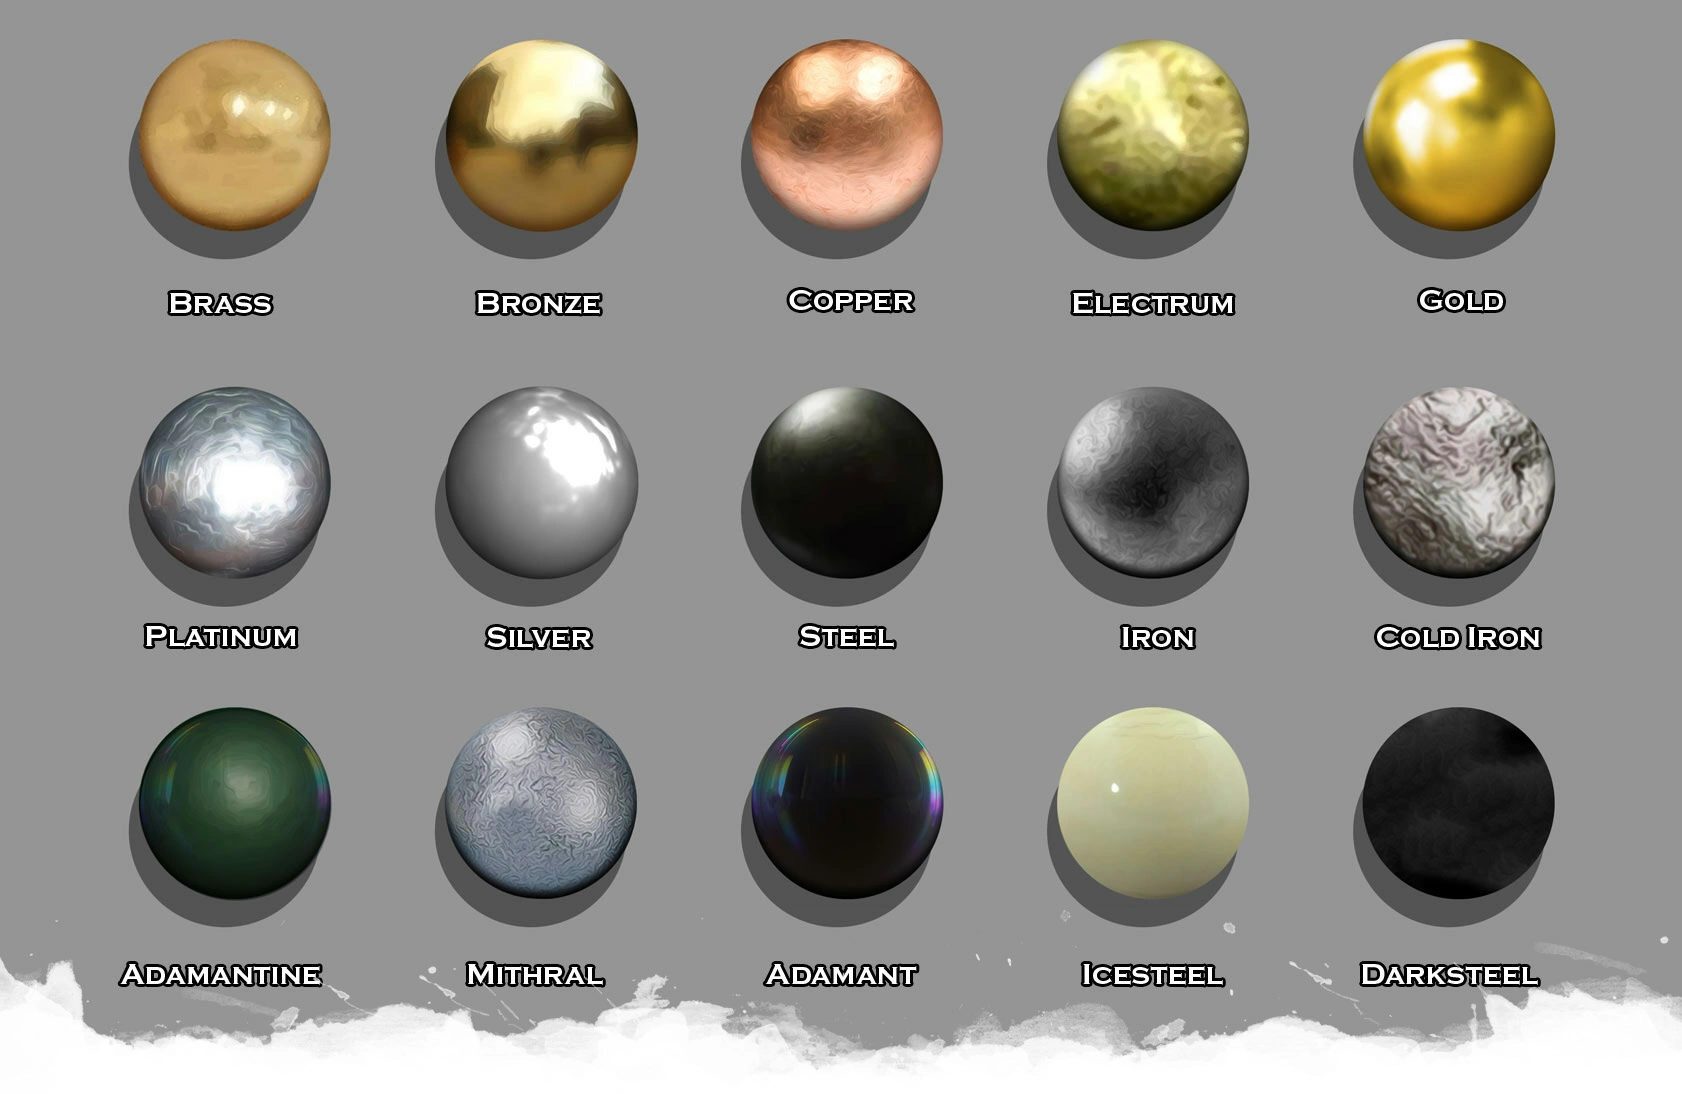 Brass
Bronze
Copper
Electrum
Gold
Platinum
Silver
Steel
Iron
Cold Iron
Adamantine
Mithral
Adamant
Icesteel
Darksteel